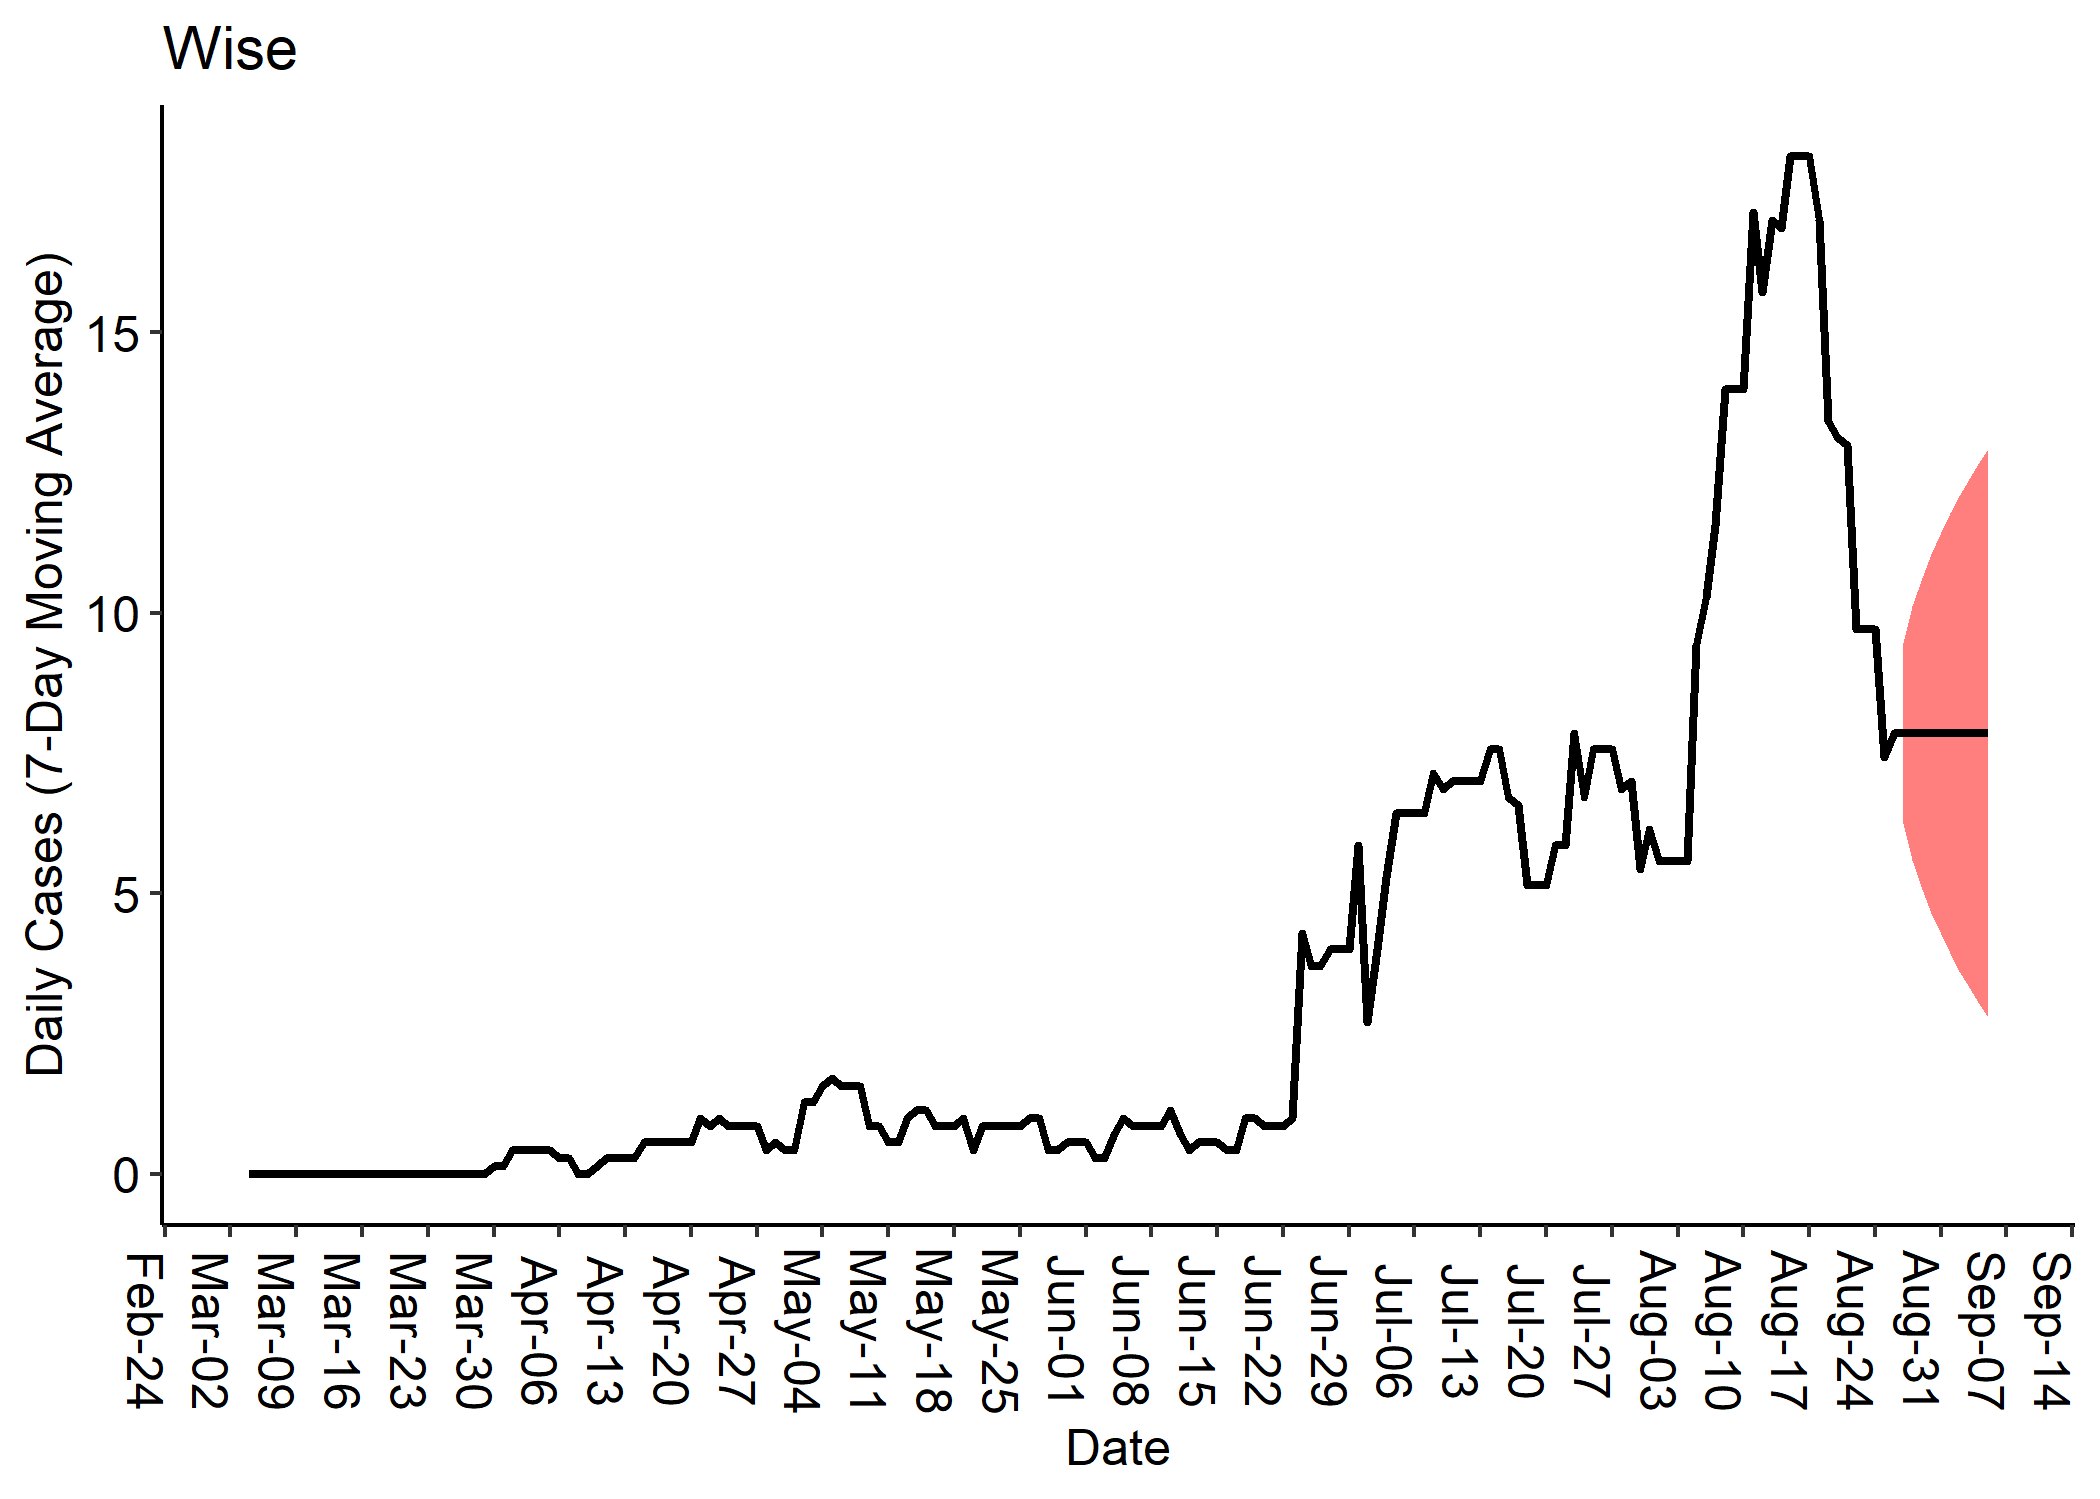 Wise
Daily Cases (7-Day Moving Average)
15
10
5
0
Feb-24
Mar-02
Mar-09
Mar-16
Mar-23
Mar-30
Apr-06
Apr-13
Apr-20
Apr-27
May-04
May-11
May-18
May-25
Jun-01
Jun-08
Jun-15
Jun-22
Jun-29
Jul-06
Jul-13
Jul-20
Jul-27
Aug-03
Aug-10
Aug-17
Aug-24
Aug-31
Sep-07
Sep-14
Date